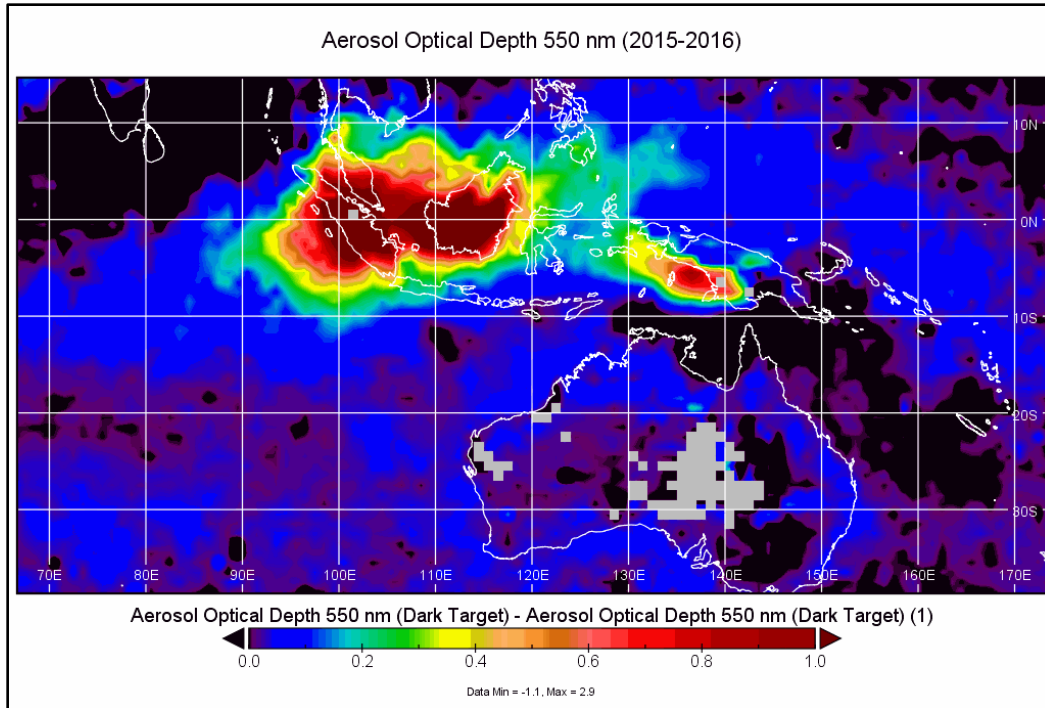 Aerosol Optical Depth 550 nm (2015-2016)
10N
0N
10S
20S
30S
70E 80E 90E 100E 110E 120E 130E 140E 150E 160E 170E
Aerosol Optical Depth 550 nm (Dark Target) - Aerosol Optical Depth 550 nm (Dark Target) (1)
0.0 0.2 0.4 0.6 0.8 1.0
Data Min = -1.1, Max = 2.9